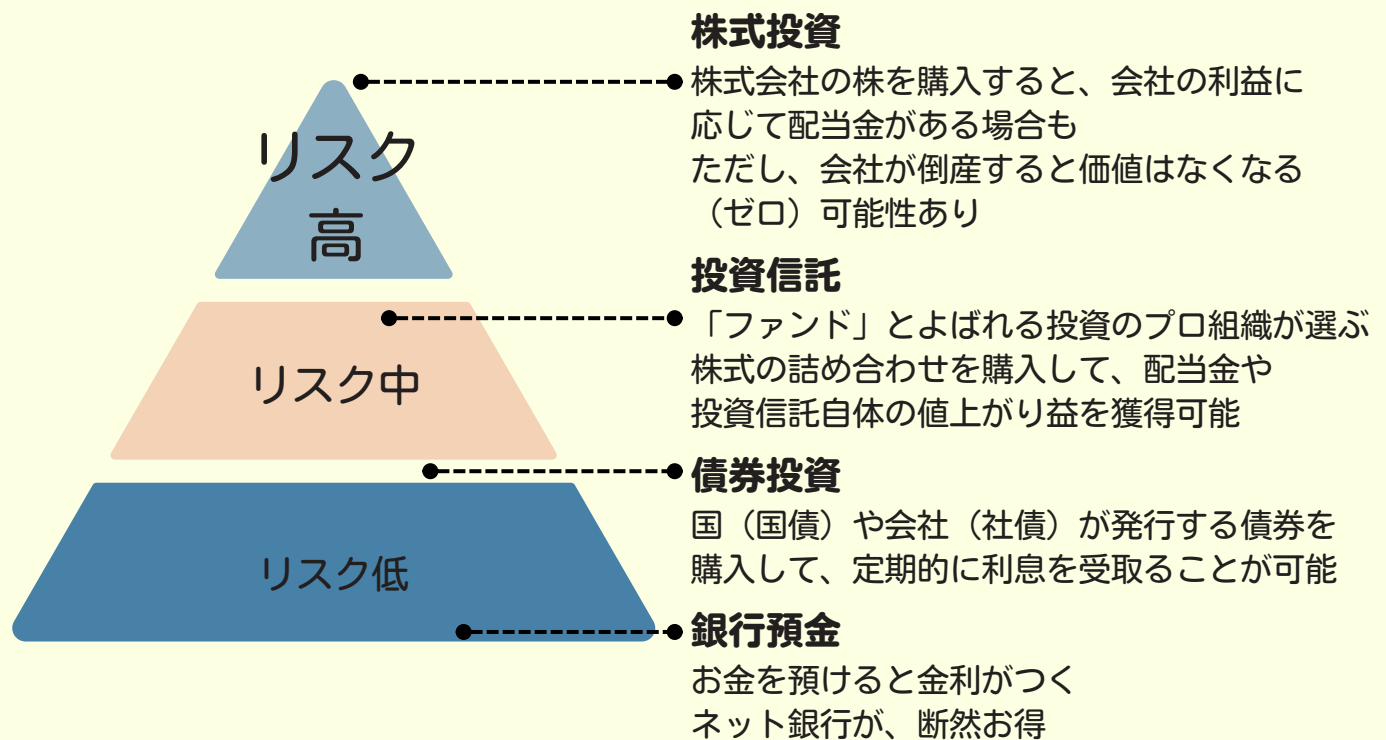 株式投資
株式会社の株を購入すると、会社の利益に
応じて配当金がある場合も
ただし、会社が倒産すると価値はなくなる
（ゼロ）可能性あり
リスク
高
投資信託
「ファンド」とよばれる投資のプロ組織が選ぶ
株式の詰め合わせを購入して、配当金や
投資信託自体の値上がり益を獲得可能
リスク中
債券投資
国（国債）や会社（社債）が発行する債券を
購入して、定期的に利息を受取ることが可能
リスク低
銀行預金
お金を預けると金利がつく
ネット銀行が、断然お得